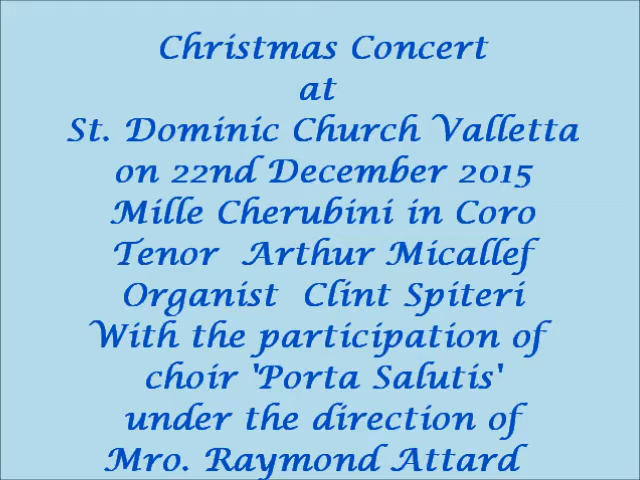 Christmas Concert
at
St. Dominic Church Valletta
on 22nd December 2015
Mille Cherubini in Coro
Tenor Arthur Micallef
Organist Clint Spiteri
With the participation of
choir 'Porta Salutis'
under the direction of
Mro. Raymond Attard